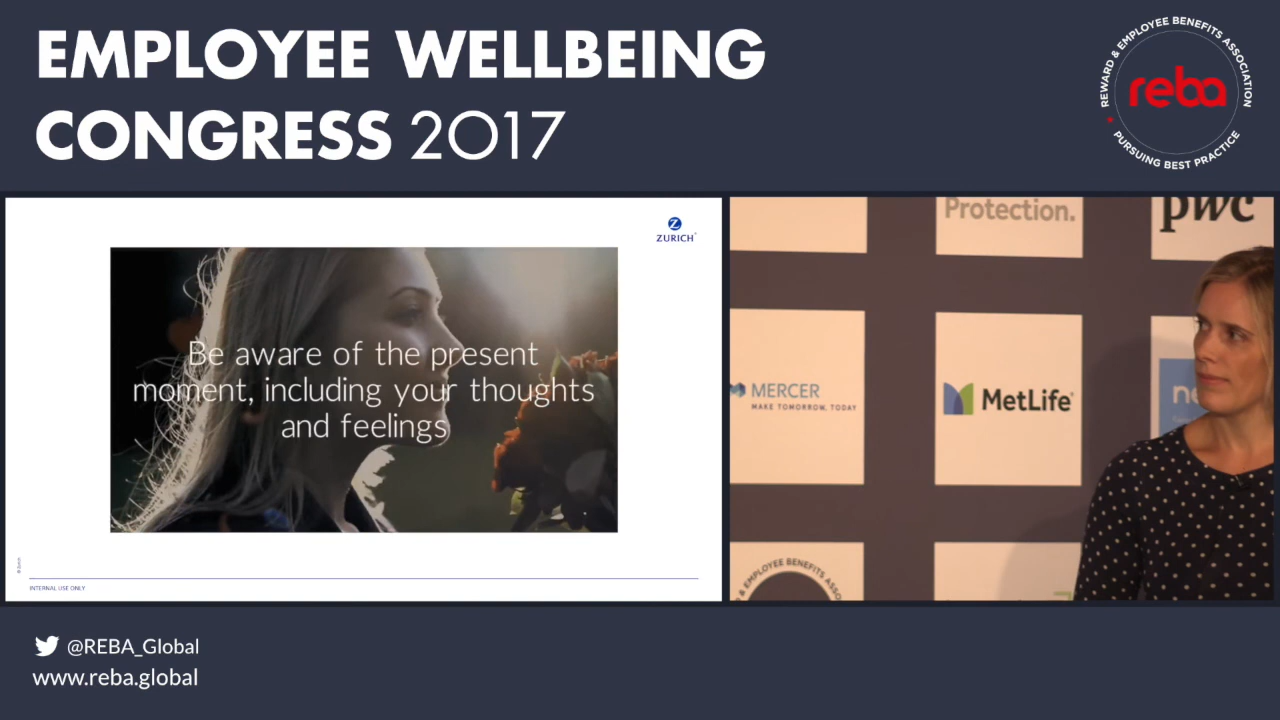 EMPLOYEE WELLBEING
CONGRESS 2017
REWARD & EMPLOYEE BENEFITS ASSOCIATION
reba
PURSUING BEST PRACTICE
ZURICH
Be aware of the present
moment, including your thoughts
and feelings
INTERNAL USE ONLY
Protection.
pwc
MERCER
MAKE TOMORROW, TODAY
MetLife
& EMPLOYEE BENEFITS
@REBA_Global
www.reba.global